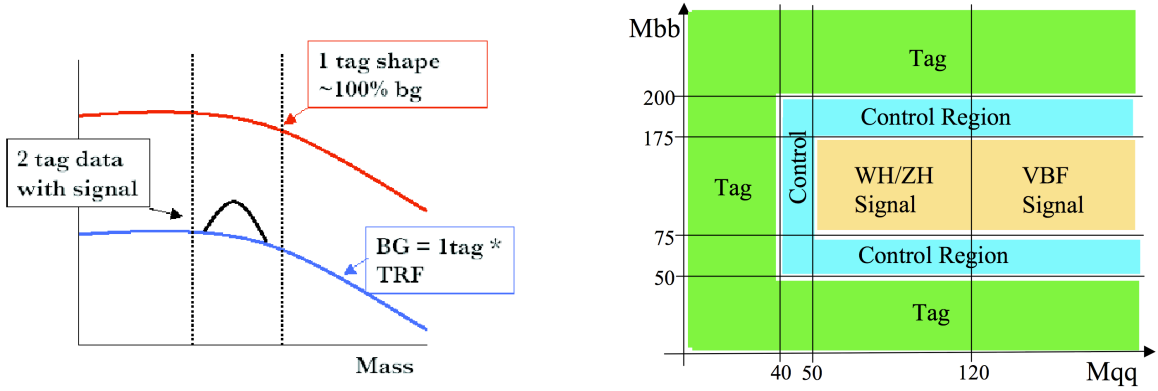 1 tag shape
~100% bg
2 tag data
with signal
BG = 1tag *
TRF
Mass
Mbb
Tag
200
Control Region
175
Control
Tag
WH/ZH
Signal
VBF
Signal
75
Control Region
50
Tag
40 50 120
Mqq